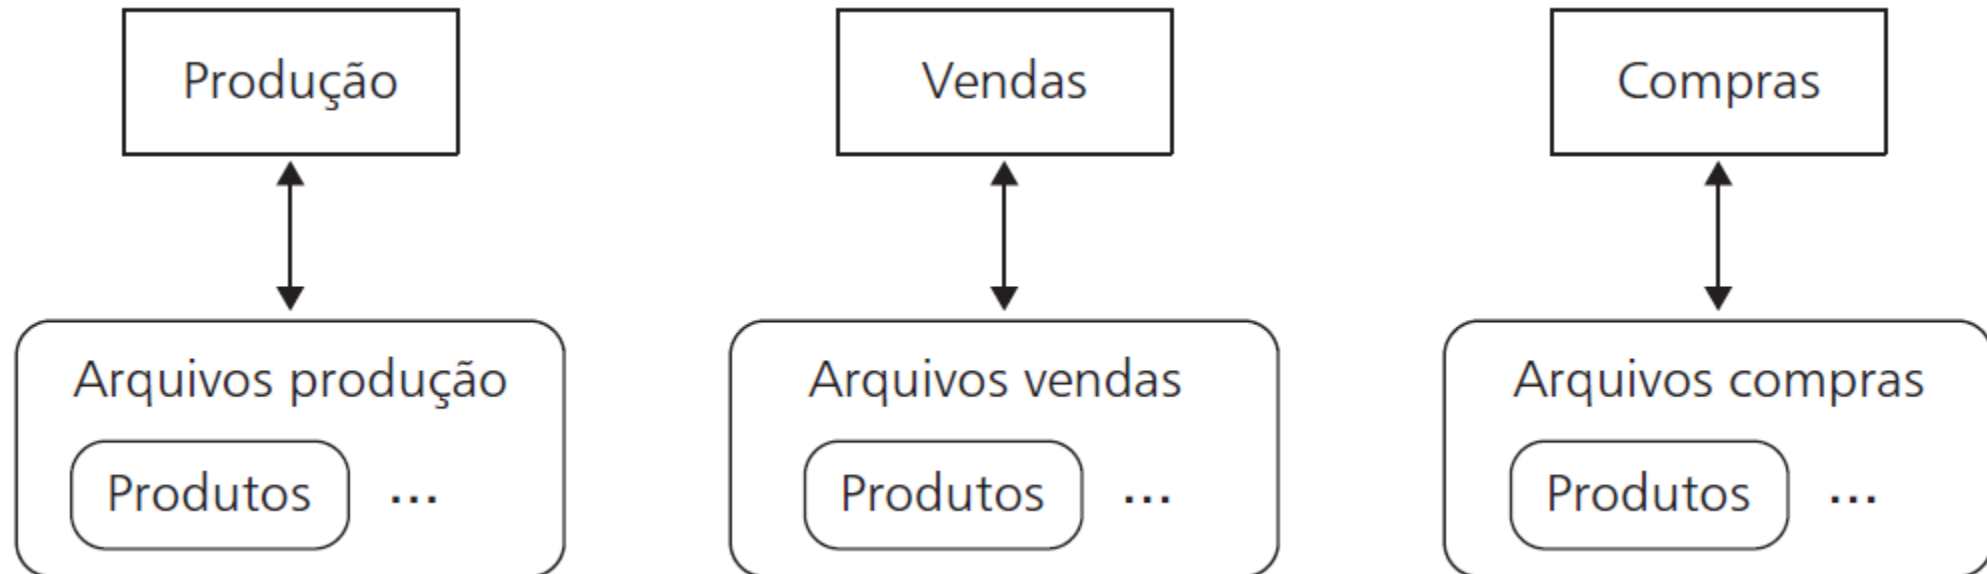 Produção
Vendas
Compras
Arquivos produção
Arquivos vendas
Arquivos compras
Produtos ...
Produtos ...
Produtos ...